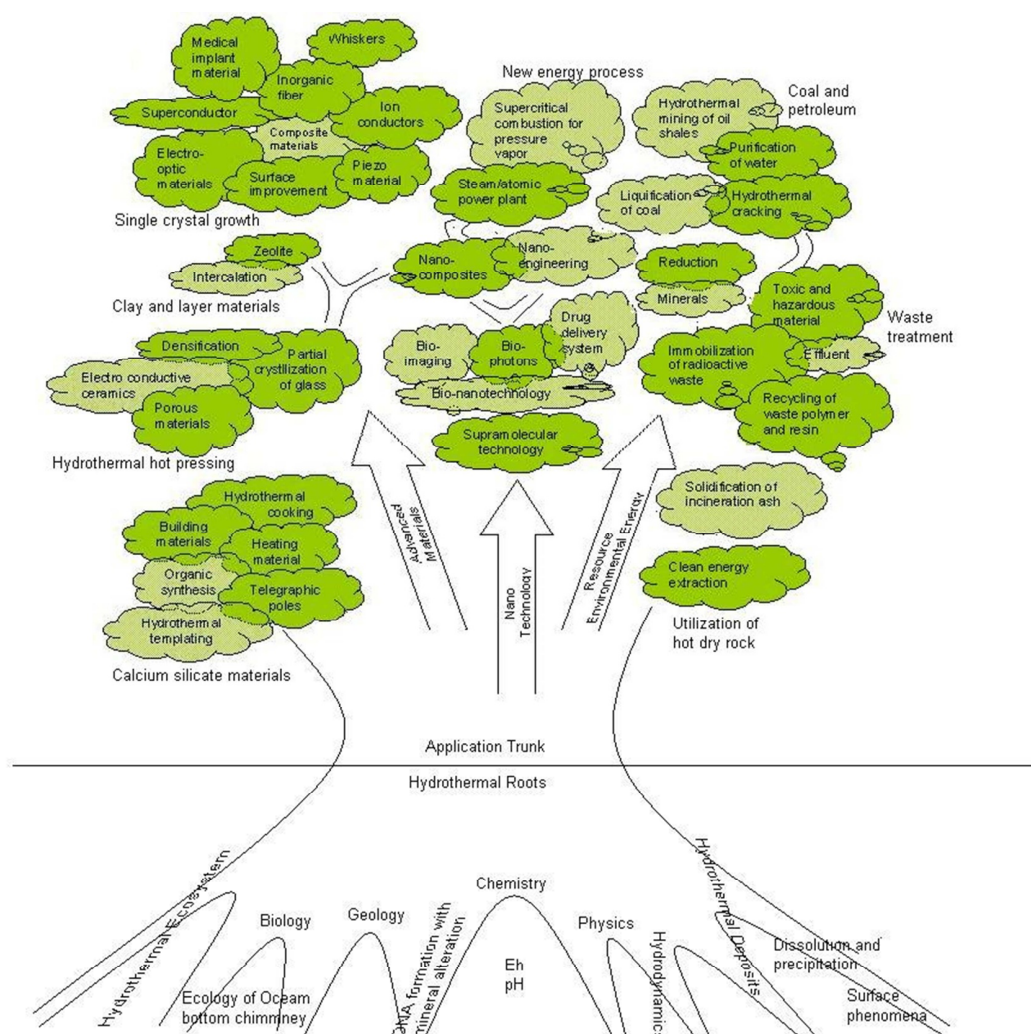 Medical
implant
material
Whiskers
Inorganic
fiber
Superconductor
Ion
conductors
Composite
materials
Electro-
optic
materials
Surface
improvement
Piezo
material
Single crystal growth
New energy process
Supercritical
combustion for
pressure
vapor
Steam/atomic
power plant
Hydrothermal
mining of oil
shales
Coal and
petroleum
Purification
of water
Liquification
of coal
Hydrothermal
cracking
Zeolite
Intercalation
Clay and layer materials
Nano-
composites
Nano-
engineering
Reduction
Minerals
Toxic and
hazardous
material
Waste
treatment
Densification
Partial
crystllization
of glass
Electro conductive
ceramics
Porous
materials
Hydrothermal hot pressing
Bio-
imaging
Bio-
photons
Drug
delivery
system
Bio-nanotechnology
Supramolecular
technology
Immobilization
of radioactive
waste
Effluent
Recycling of
waste polymer
and resin
Solidification of
incineration ash
Clean energy
extraction
Utilization of
hot dry rock
Hydrothermal
cooking
Building
materials
Heating
material
Organic
synthesis
Telegraphic
poles
Hydrothermal
templating
Calcium silicate materials
Advanced
Materials
Nano
Technology
Resource
Environmental Energy
Application Trunk
Hydrothermal Roots
Hydrothermal Ecosystem
Biology
Geology
Chemistry
Physics
Hydrothermal Deposits
Ecology of Oceam
bottom chimmney
DNA formation with
mineral alteration
Eh
pH
Hydrodynamics
Dissolution and
precipitation
Surface
phenomena